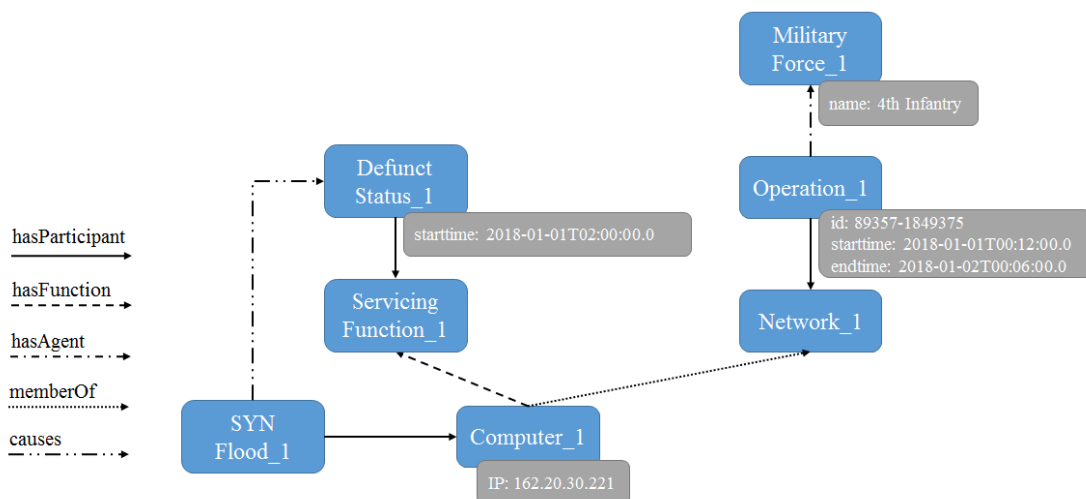 Military
Force_1
name: 4th Infantry
Defunct
Status_1
Operation_1
starttime: 2018-01-01T02:00:00.0
id: 89357-1849375
starttime: 2018-01-01T00:12:00.0
endtime: 2018-01-02T00:06:00.0
hasParticipant
hasFunction
hasAgent
memberOf
causes
Servicing
Function_1
Network_1
SYN
Flood_1
Computer_1
IP: 162.20.30.221